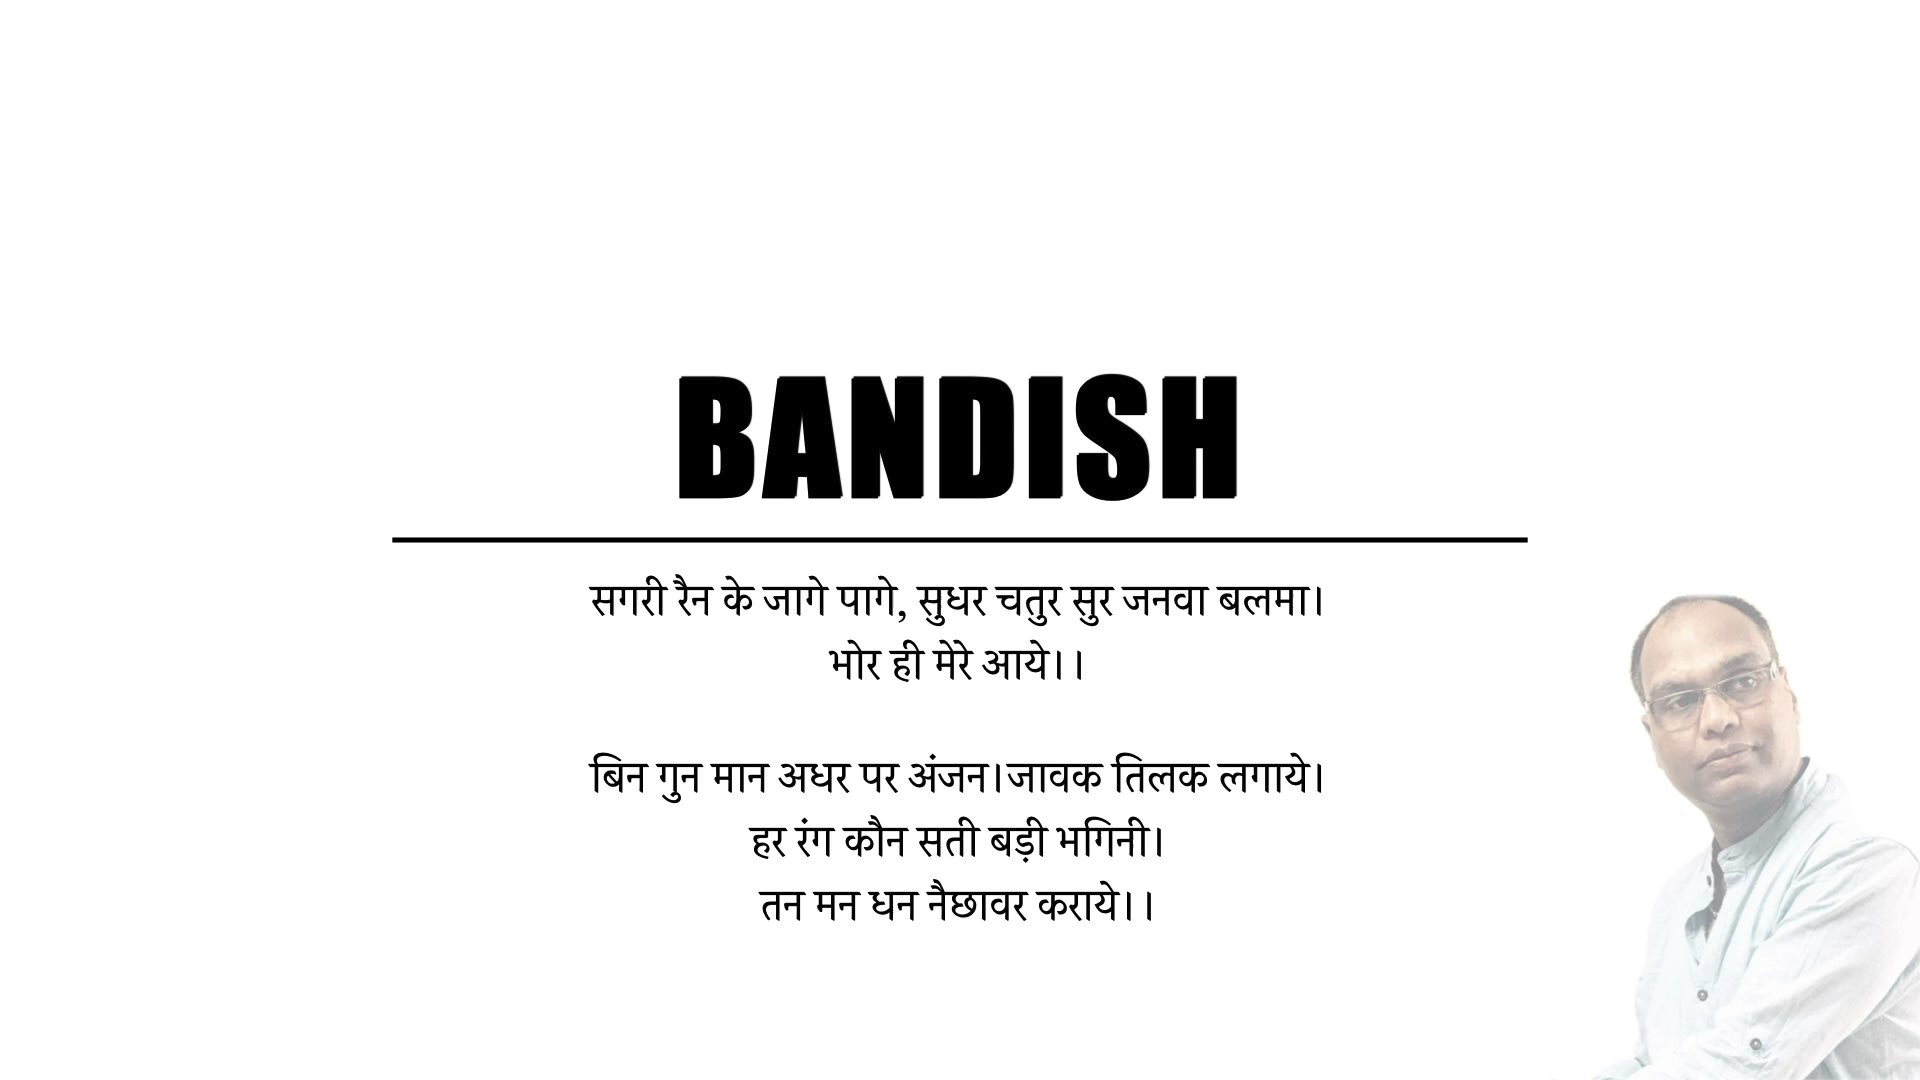 BANDISH
सगरी रैन के जागे पागे, सुधर चतुर सुर जनवा बलमा।
भोर ही मेरे आये।।
बिन गुन मान अधर पर अंजन।जावक तिलक लगाये।
हर रंग कौन सती बड़ी भगिनी।
तन मन धन नैछावर कराये।।